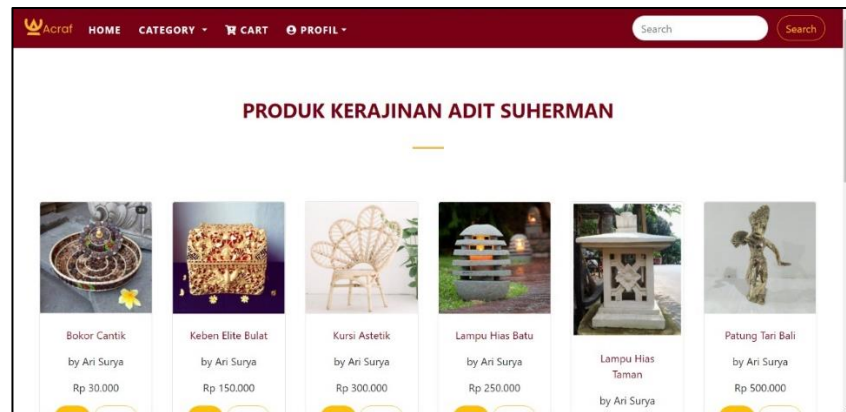 Acraf HOME CATEGORY CART PROFIL Search Search
PRODUK KERAJINAN ADIT SUHERMAN
Bokor Cantik
by Ari Surya
Rp 30.000
Keben Elite Bulat
by Ari Surya
Rp 150.000
Kursi Astetik
by Ari Surya
Rp 300.000
Lampu Hias Batu
by Ari Surya
Rp 250.000
Lampu Hias
Taman
by Ari Surya
Patung Tari Bali
by Ari Surya
Rp 500.000